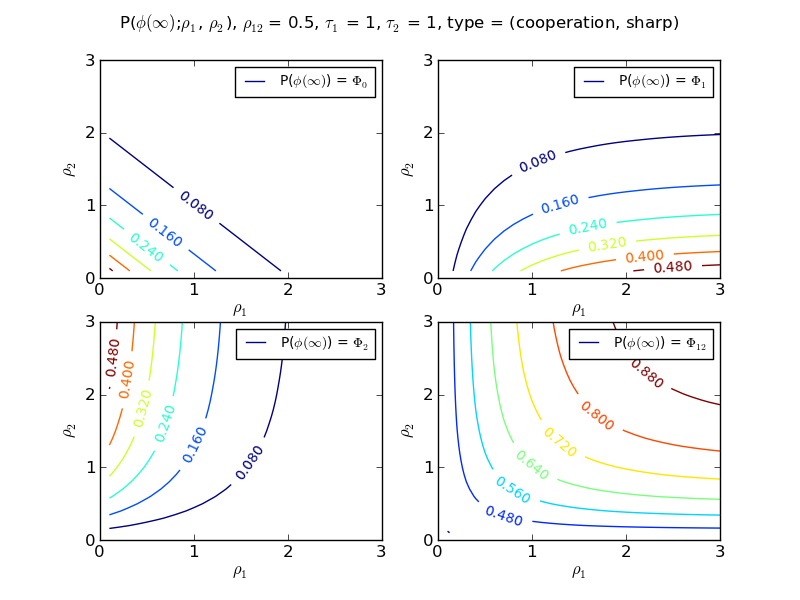 P(ϕ(∞);ρ₁, ρ₂), ρ₁₂ = 0.5, τ₁ = 1, τ₂ = 1, type = (cooperation, sharp)
P(ϕ(∞)) = Φ₀
3
2
1
0
ρ₂
0.080
0.160
0.240
0 1 2 3
ρ₁
P(ϕ(∞)) = Φ₁
3
2
1
0
ρ₂
0.080
0.160
0.240
0.320
0.400
0.480
0 1 2 3
ρ₁
P(ϕ(∞)) = Φ₂
3
2
1
0
ρ₂
0.480
0.400
0.320
0.240
0.160
0.080
0 1 2 3
ρ₁
P(ϕ(∞)) = Φ₁₂
3
2
1
0
ρ₂
0.880
0.800
0.720
0.640
0.560
0.480
0 1 2 3
ρ₁